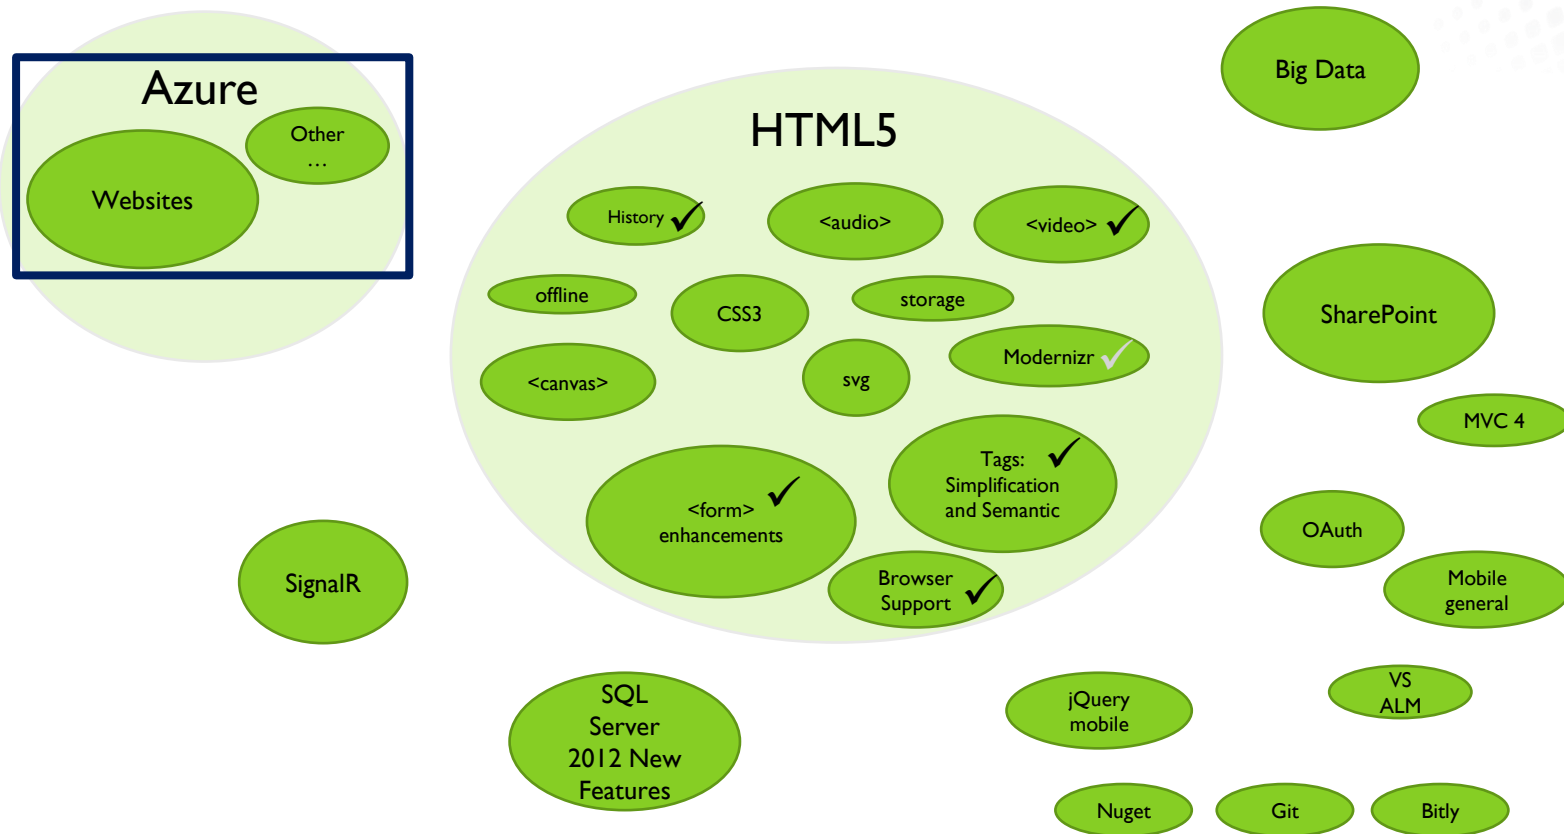 Azure
Other
…
Websites
HTML5
History
<audio>
<video>
offline
CSS3
storage
<canvas>
svg
Modernizr
<form>
enhancements
Tags:
Simplification
and Semantic
Browser
Support
Big Data
SharePoint
MVC 4
OAuth
Mobile
general
SignalR
SQL
Server
2012 New
Features
jQuery
mobile
VS
ALM
Nuget
Git
Bitly